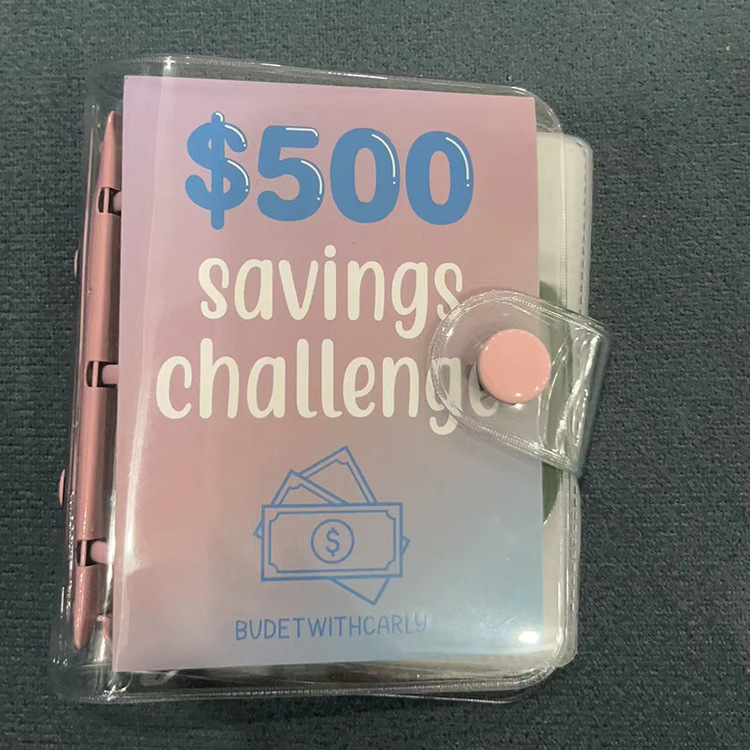 $500
savings
challenge
$
BUDETWITHCARLY